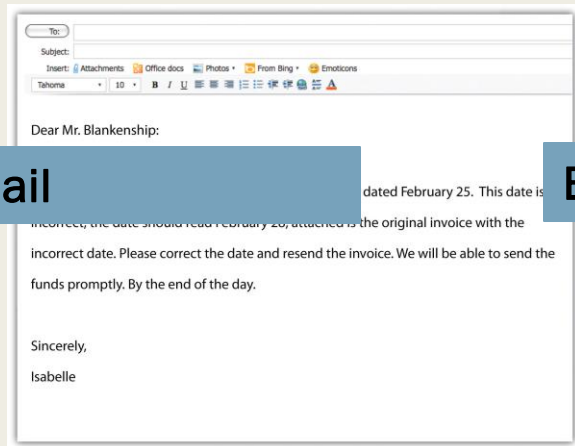 To:
Subject:
Insert: Attachments Office docs Photos • From Bing • Emoticons
Tahoma 10 B I U A
Dear Mr. Blankenship:
ail
dated February 25. This date is
E
incorrect, the date should read February 28, attached is the original invoice with the
incorrect date. Please correct the date and resend the invoice. We will be able to send the
funds promptly. By the end of the day.
Sincerely,
Isabelle